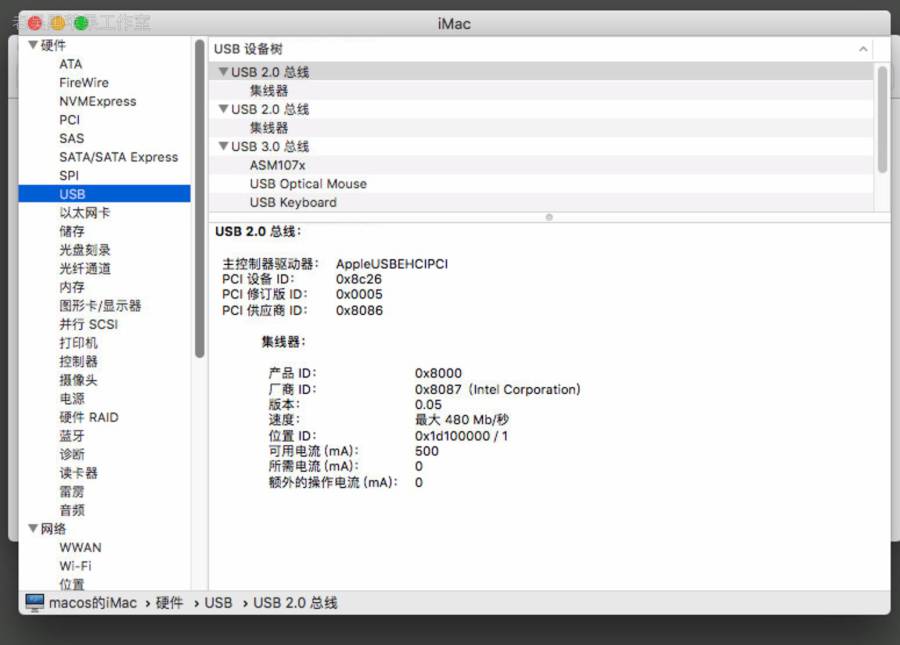 iMac
硬件
ATA
FireWire
NVMExpress
PCI
SAS
SATA/SATA Express
SPI
USB
以太网卡
储存
光盘刻录
光纤通道
内存
图形卡/显示器
并行 SCSI
打印机
控制器
摄像头
电源
硬件 RAID
蓝牙
诊断
读卡器
雷雳
音频
网络
WWAN
Wi-Fi
位置
USB 设备树
USB 2.0 总线
集线器
USB 2.0 总线
集线器
USB 3.0 总线
ASM107x
USB Optical Mouse
USB Keyboard
USB 2.0 总线：
主控制器驱动器： AppleUSBEHCIPCI
PCI 设备 ID： 0x8c26
PCI 修订版 ID： 0x0005
PCI 供应商 ID： 0x8086
集线器：
产品 ID： 0x8000
厂商 ID： 0x8087（Intel Corporation）
版本： 0.05
速度： 最大 480 Mb/秒
位置 ID： 0x1d100000 / 1
可用电流 (mA)： 500
所需电流 (mA)： 0
额外的操作电流 (mA)： 0
macos的iMac › 硬件 › USB › USB 2.0 总线